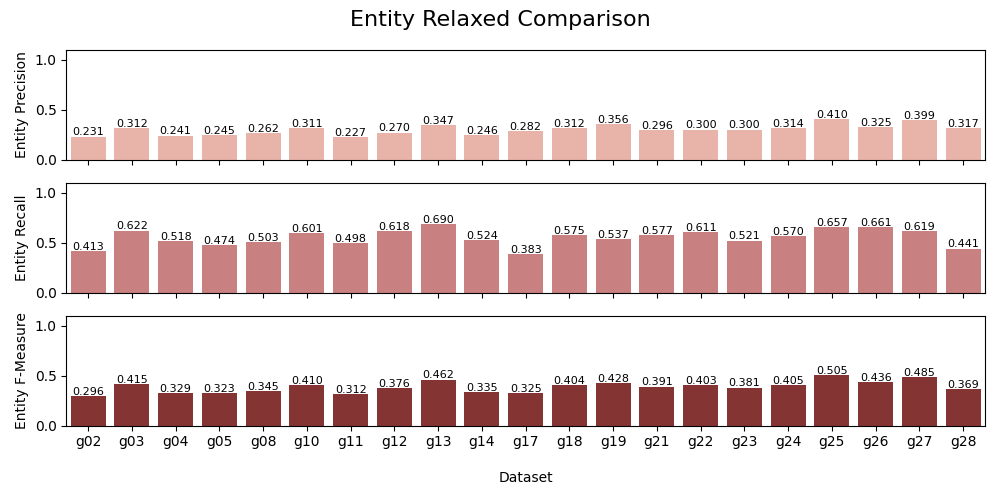 Entity Relaxed Comparison
Entity Precision
1.0
0.5
0.0
0.231 0.312 0.241 0.245 0.262 0.311 0.227 0.270 0.347 0.246 0.282 0.312 0.356 0.296 0.300 0.300 0.314 0.410 0.325 0.399 0.317
Entity Recall
1.0
0.5
0.0
0.413 0.622 0.518 0.474 0.503 0.601 0.498 0.618 0.690 0.524 0.383 0.575 0.537 0.577 0.611 0.521 0.570 0.657 0.661 0.619 0.441
Entity F-Measure
1.0
0.5
0.0
0.296 0.415 0.329 0.323 0.345 0.410 0.312 0.376 0.462 0.335 0.325 0.404 0.428 0.391 0.403 0.381 0.405 0.505 0.436 0.485 0.369
g02 g03 g04 g05 g08 g10 g11 g12 g13 g14 g17 g18 g19 g21 g22 g23 g24 g25 g26 g27 g28
Dataset